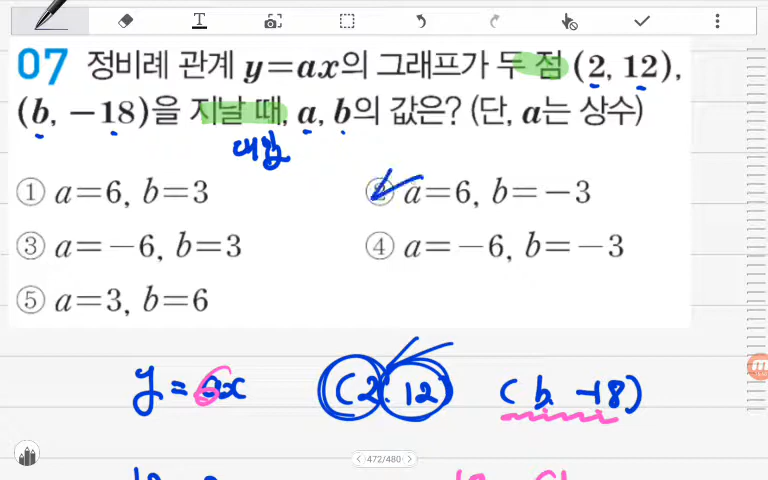 07 정비례 관계 y=ax의 그래프가 두 점 (2, 12),
(b, −18)을 지날 때, a, b의 값은? (단, a는 상수)
대입
① a=6, b=3 ② a=6, b=−3
③ a=−6, b=3 ④ a=−6, b=−3
⑤ a=3, b=6
y = ax (2, 12) (b, −18)
472/480